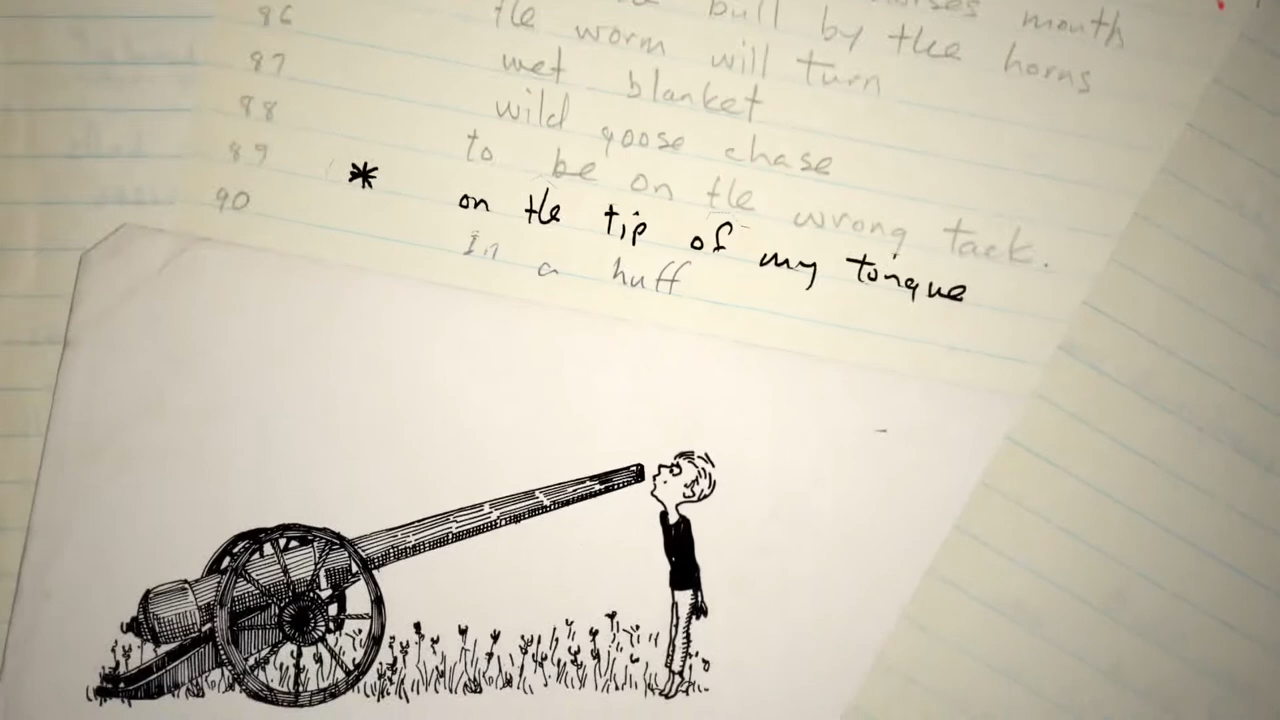 mouth
bull by the horns
the worm will turn
86 wet blanket
87 wild goose chase
88 to be on the wrong tack.
89 * on the tip of my tongue
90 In a huff